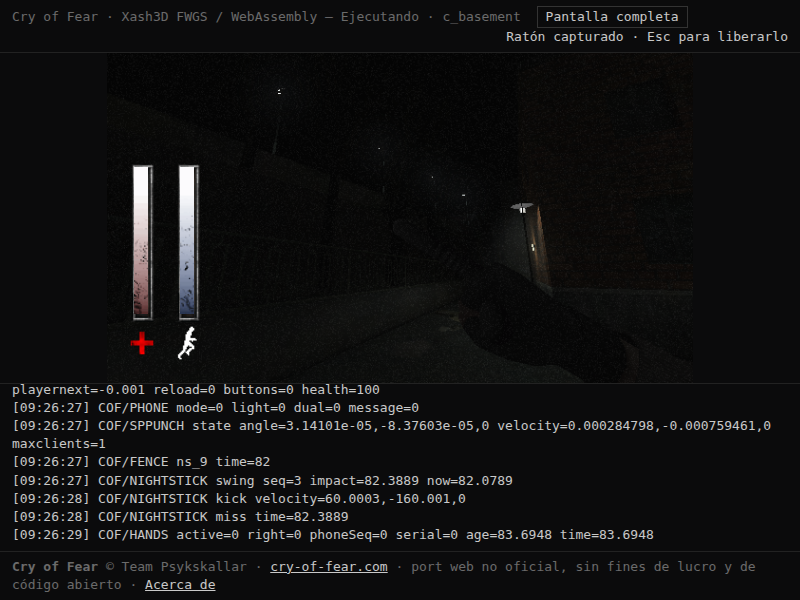 Cry of Fear · Xash3D FWGS / WebAssembly — Ejecutando · c_basement
Pantalla completa
Ratón capturado · Esc para liberarlo
playernext=-0.001 reload=0 buttons=0 health=100
[09:26:27] COF/PHONE mode=0 light=0 dual=0 message=0
[09:26:27] COF/SPPUNCH state angle=3.14101e-05,-8.37603e-05,0 velocity=0.000284798,-0.000759461,0
maxclients=1
[09:26:27] COF/FENCE ns_9 time=82
[09:26:27] COF/NIGHTSTICK swing seq=3 impact=82.3889 now=82.0789
[09:26:28] COF/NIGHTSTICK kick velocity=60.0003,-160.001,0
[09:26:28] COF/NIGHTSTICK miss time=82.3889
[09:26:29] COF/HANDS active=0 right=0 phoneSeq=0 serial=0 age=83.6948 time=83.6948
Cry of Fear © Team Psykskallar · cry-of-fear.com · port web no oficial, sin fines de lucro y de
código abierto · Acerca de